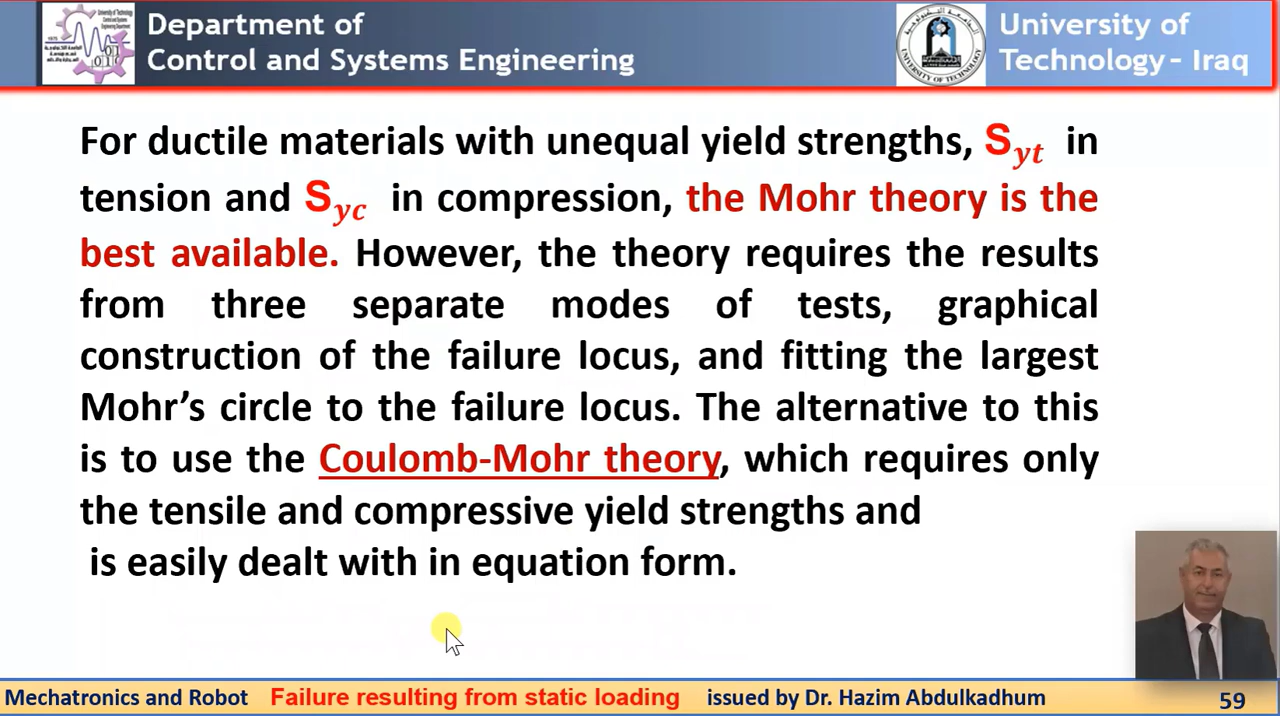 Department of
Control and Systems Engineering
University of
Technology - Iraq
For ductile materials with unequal yield strengths, Syt in
tension and Syc in compression, the Mohr theory is the
best available. However, the theory requires the results
from three separate modes of tests, graphical
construction of the failure locus, and fitting the largest
Mohr’s circle to the failure locus. The alternative to this
is to use the Coulomb-Mohr theory, which requires only
the tensile and compressive yield strengths and
is easily dealt with in equation form.
Mechatronics and Robot Failure resulting from static loading issued by Dr. Hazim Abdulkadhum 59